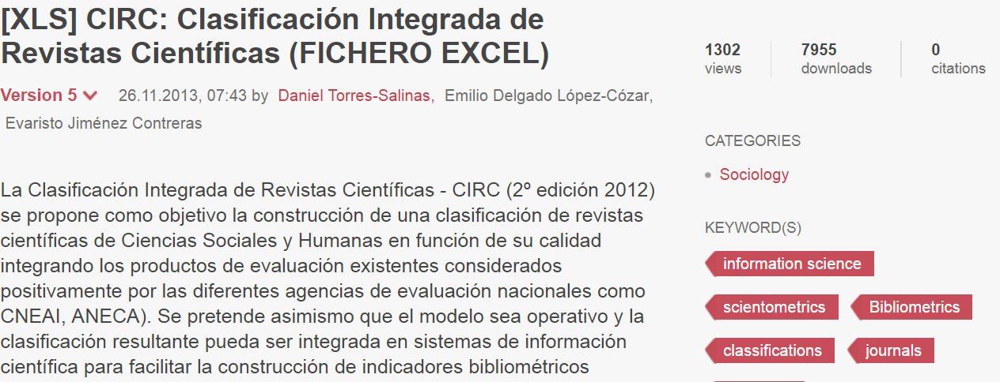 [XLS] CIRC: Clasificación Integrada de
Revistas Científicas (FICHERO EXCEL)
Version 5 26.11.2013, 07:43 by Daniel Torres-Salinas, Emilio Delgado López-Cózar,
Evaristo Jiménez Contreras
La Clasificación Integrada de Revistas Científicas - CIRC (2º edición 2012)
se propone como objetivo la construcción de una clasificación de revistas
científicas de Ciencias Sociales y Humanas en función de su calidad
integrando los productos de evaluación existentes considerados
positivamente por las diferentes agencias de evaluación nacionales como
CNEAI, ANECA). Se pretende asimismo que el modelo sea operativo y la
clasificación resultante pueda ser integrada en sistemas de información
científica para facilitar la construcción de indicadores bibliométricos
1302 7955 0
views downloads citations
CATEGORIES
Sociology
KEYWORD(S)
information science
scientometrics Bibliometrics
classifications journals